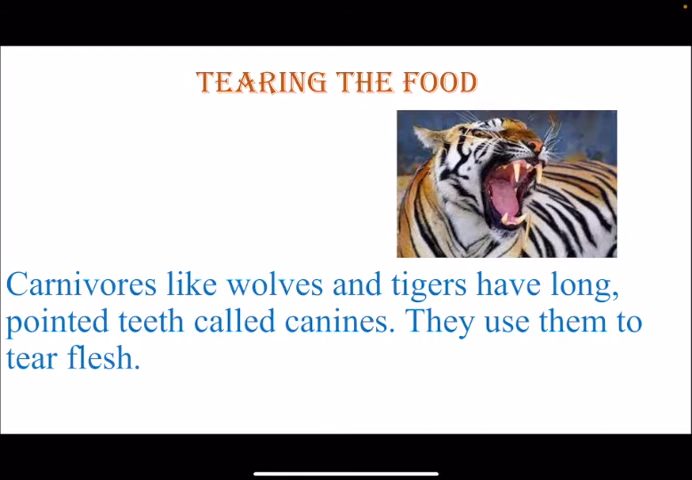 TEARING THE FOOD
Carnivores like wolves and tigers have long,
pointed teeth called canines. They use them to
tear flesh.